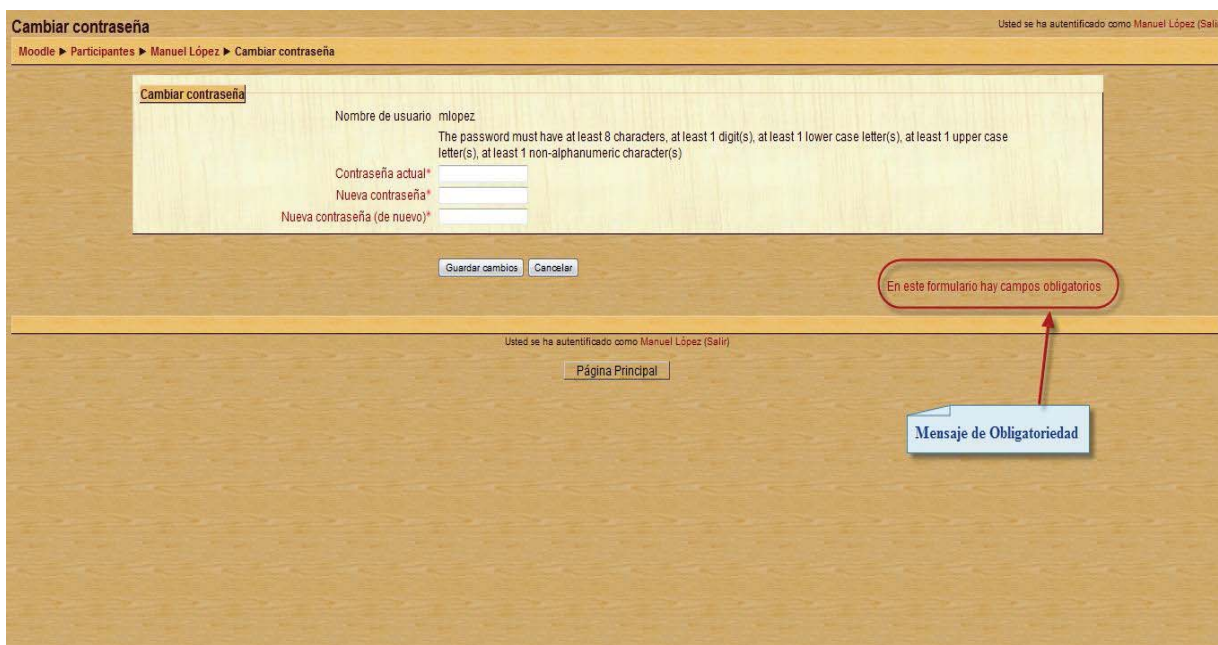 Cambiar contraseña
Usted se ha autentificado como Manuel López (Sali
Moodle ▶ Participantes ▶ Manuel López ▶ Cambiar contraseña
Cambiar contraseña
Nombre de usuario mlopez
The password must have at least 8 characters, at least 1 digit(s), at least 1 lower case letter(s), at least 1 upper case
letter(s), at least 1 non-alphanumeric character(s)
Contraseña actual*
Nueva contraseña*
Nueva contraseña (de nuevo)*
Guardar cambios Cancelar
En este formulario hay campos obligatorios
Usted se ha autentificado como Manuel López (Salir)
Página Principal
Mensaje de Obligatoriedad